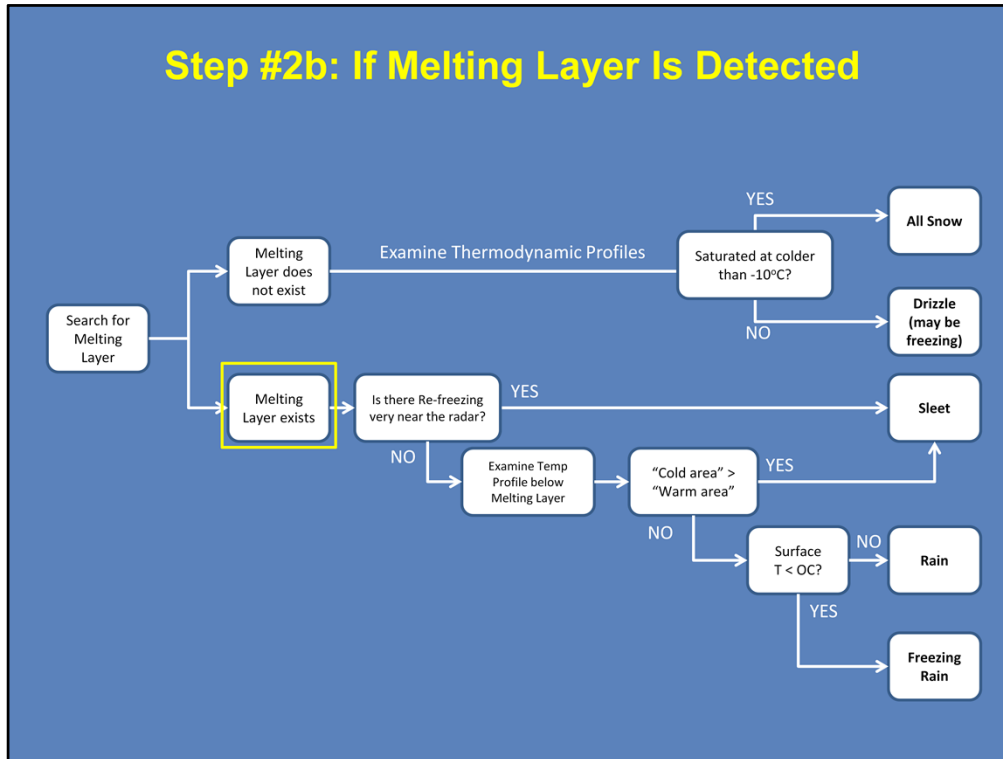 Step #2b: If Melting Layer Is Detected
YES
All Snow
Melting
Layer does
not exist
Examine Thermodynamic Profiles
Saturated at colder
than -10°C?
NO
Drizzle
(may be
freezing)
Search for
Melting
Layer
Melting
Layer exists
Is there Re-freezing
very near the radar?
YES
Sleet
NO
Examine Temp
Profile below
Melting Layer
“Cold area” >
“Warm area”
YES
NO
Surface
T < OC?
NO
Rain
YES
Freezing
Rain